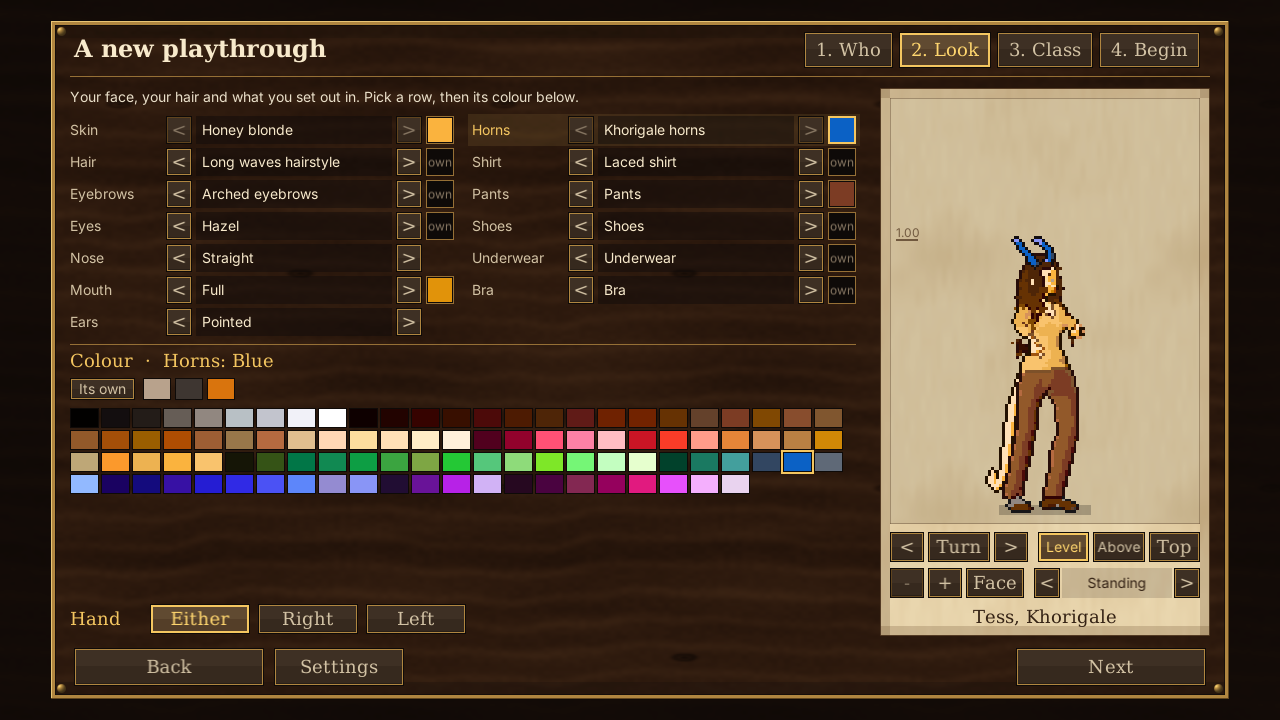 A new playthrough
1. Who
2. Look
3. Class
4. Begin
Your face, your hair and what you set out in. Pick a row, then its colour below.
Skin < Honey blonde >
Horns < Khorigale horns >
Hair < Long waves hairstyle > own
Shirt < Laced shirt > own
Eyebrows < Arched eyebrows > own
Pants < Pants >
Eyes < Hazel > own
Shoes < Shoes > own
Nose < Straight >
Underwear < Underwear > own
Mouth < Full >
Bra < Bra > own
Ears < Pointed >
Colour · Horns: Blue
Its own
1.00
< Turn > Level Above Top
- + Face < Standing >
Tess, Khorigale
Hand Either Right Left
Back Settings Next